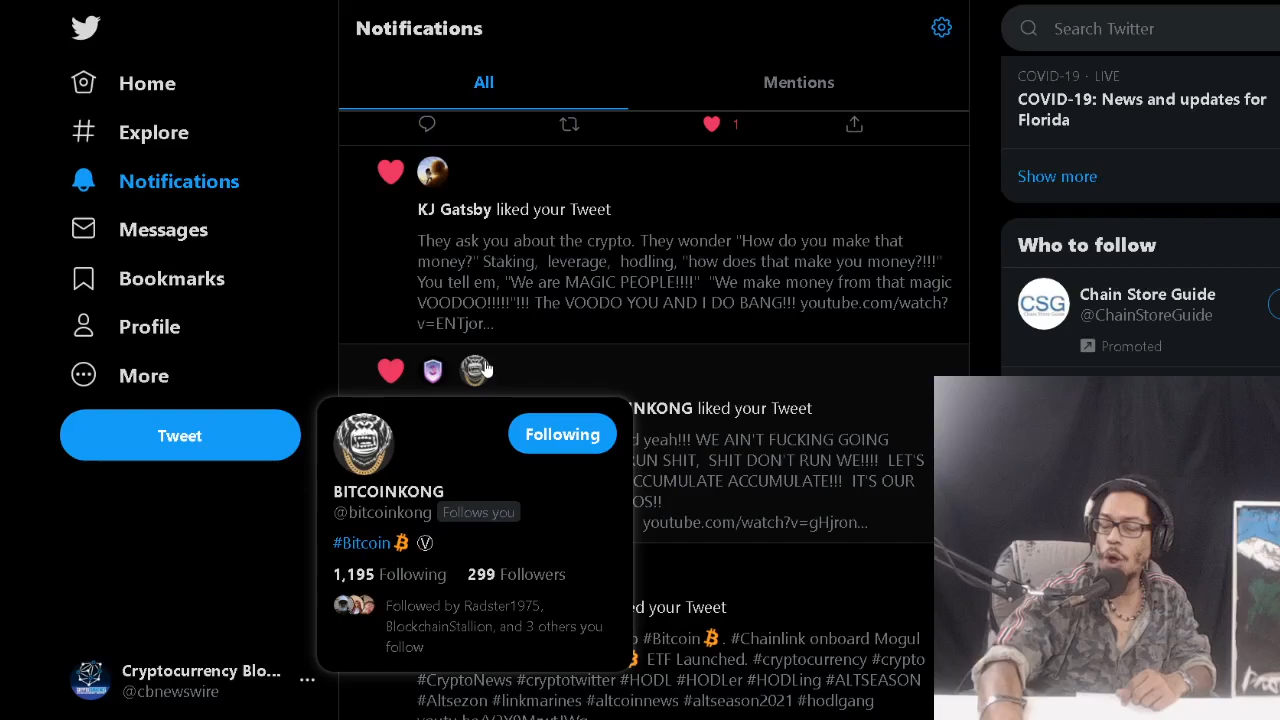 Home
Explore
Notifications
Messages
Bookmarks
Profile
More
Tweet
Cryptocurrency Blo...
@cbnewswire
Notifications
All
Mentions
1
KJ Gatsby liked your Tweet
They ask you about the crypto. They wonder "How do you make that
money?" Staking, leverage, hodling, "how does that make you money?!!!"
You tell em, "We are MAGIC PEOPLE!!!!" "We make money from that magic
VOODOO!!!!!"!!! The VOODO YOU AND I DO BANG!!! youtube.com/watch?
v=ENTjor...
INKONG liked your Tweet
d yeah!!! WE AIN'T FUCKING GOING
RUN SHIT, SHIT DON'T RUN WE!!!! LET'S
CCUMULATE ACCUMULATE!!! IT'S OUR
OS!!
youtube.com/watch?v=gHjron...
Following
BITCOINKONG
@bitcoinkong Follows you
#Bitcoin
1,195 Following 299 Followers
Followed by Radster1975,
BlockchainStallion, and 3 others you
follow
ed your Tweet
#Bitcoin . #Chainlink onboard Mogul
ETF Launched. #cryptocurrency #crypto
#CryptoNews #cryptotwitter #HODL #HODLer #HODLing #ALTSEASON
#Altsezon #linkmarines #altcoinnews #altseason2021 #hodlgang
Search Twitter
COVID-19 · LIVE
COVID-19: News and updates for
Florida
Show more
Who to follow
CSG
Chain Store Guide
@ChainStoreGuide
Promoted